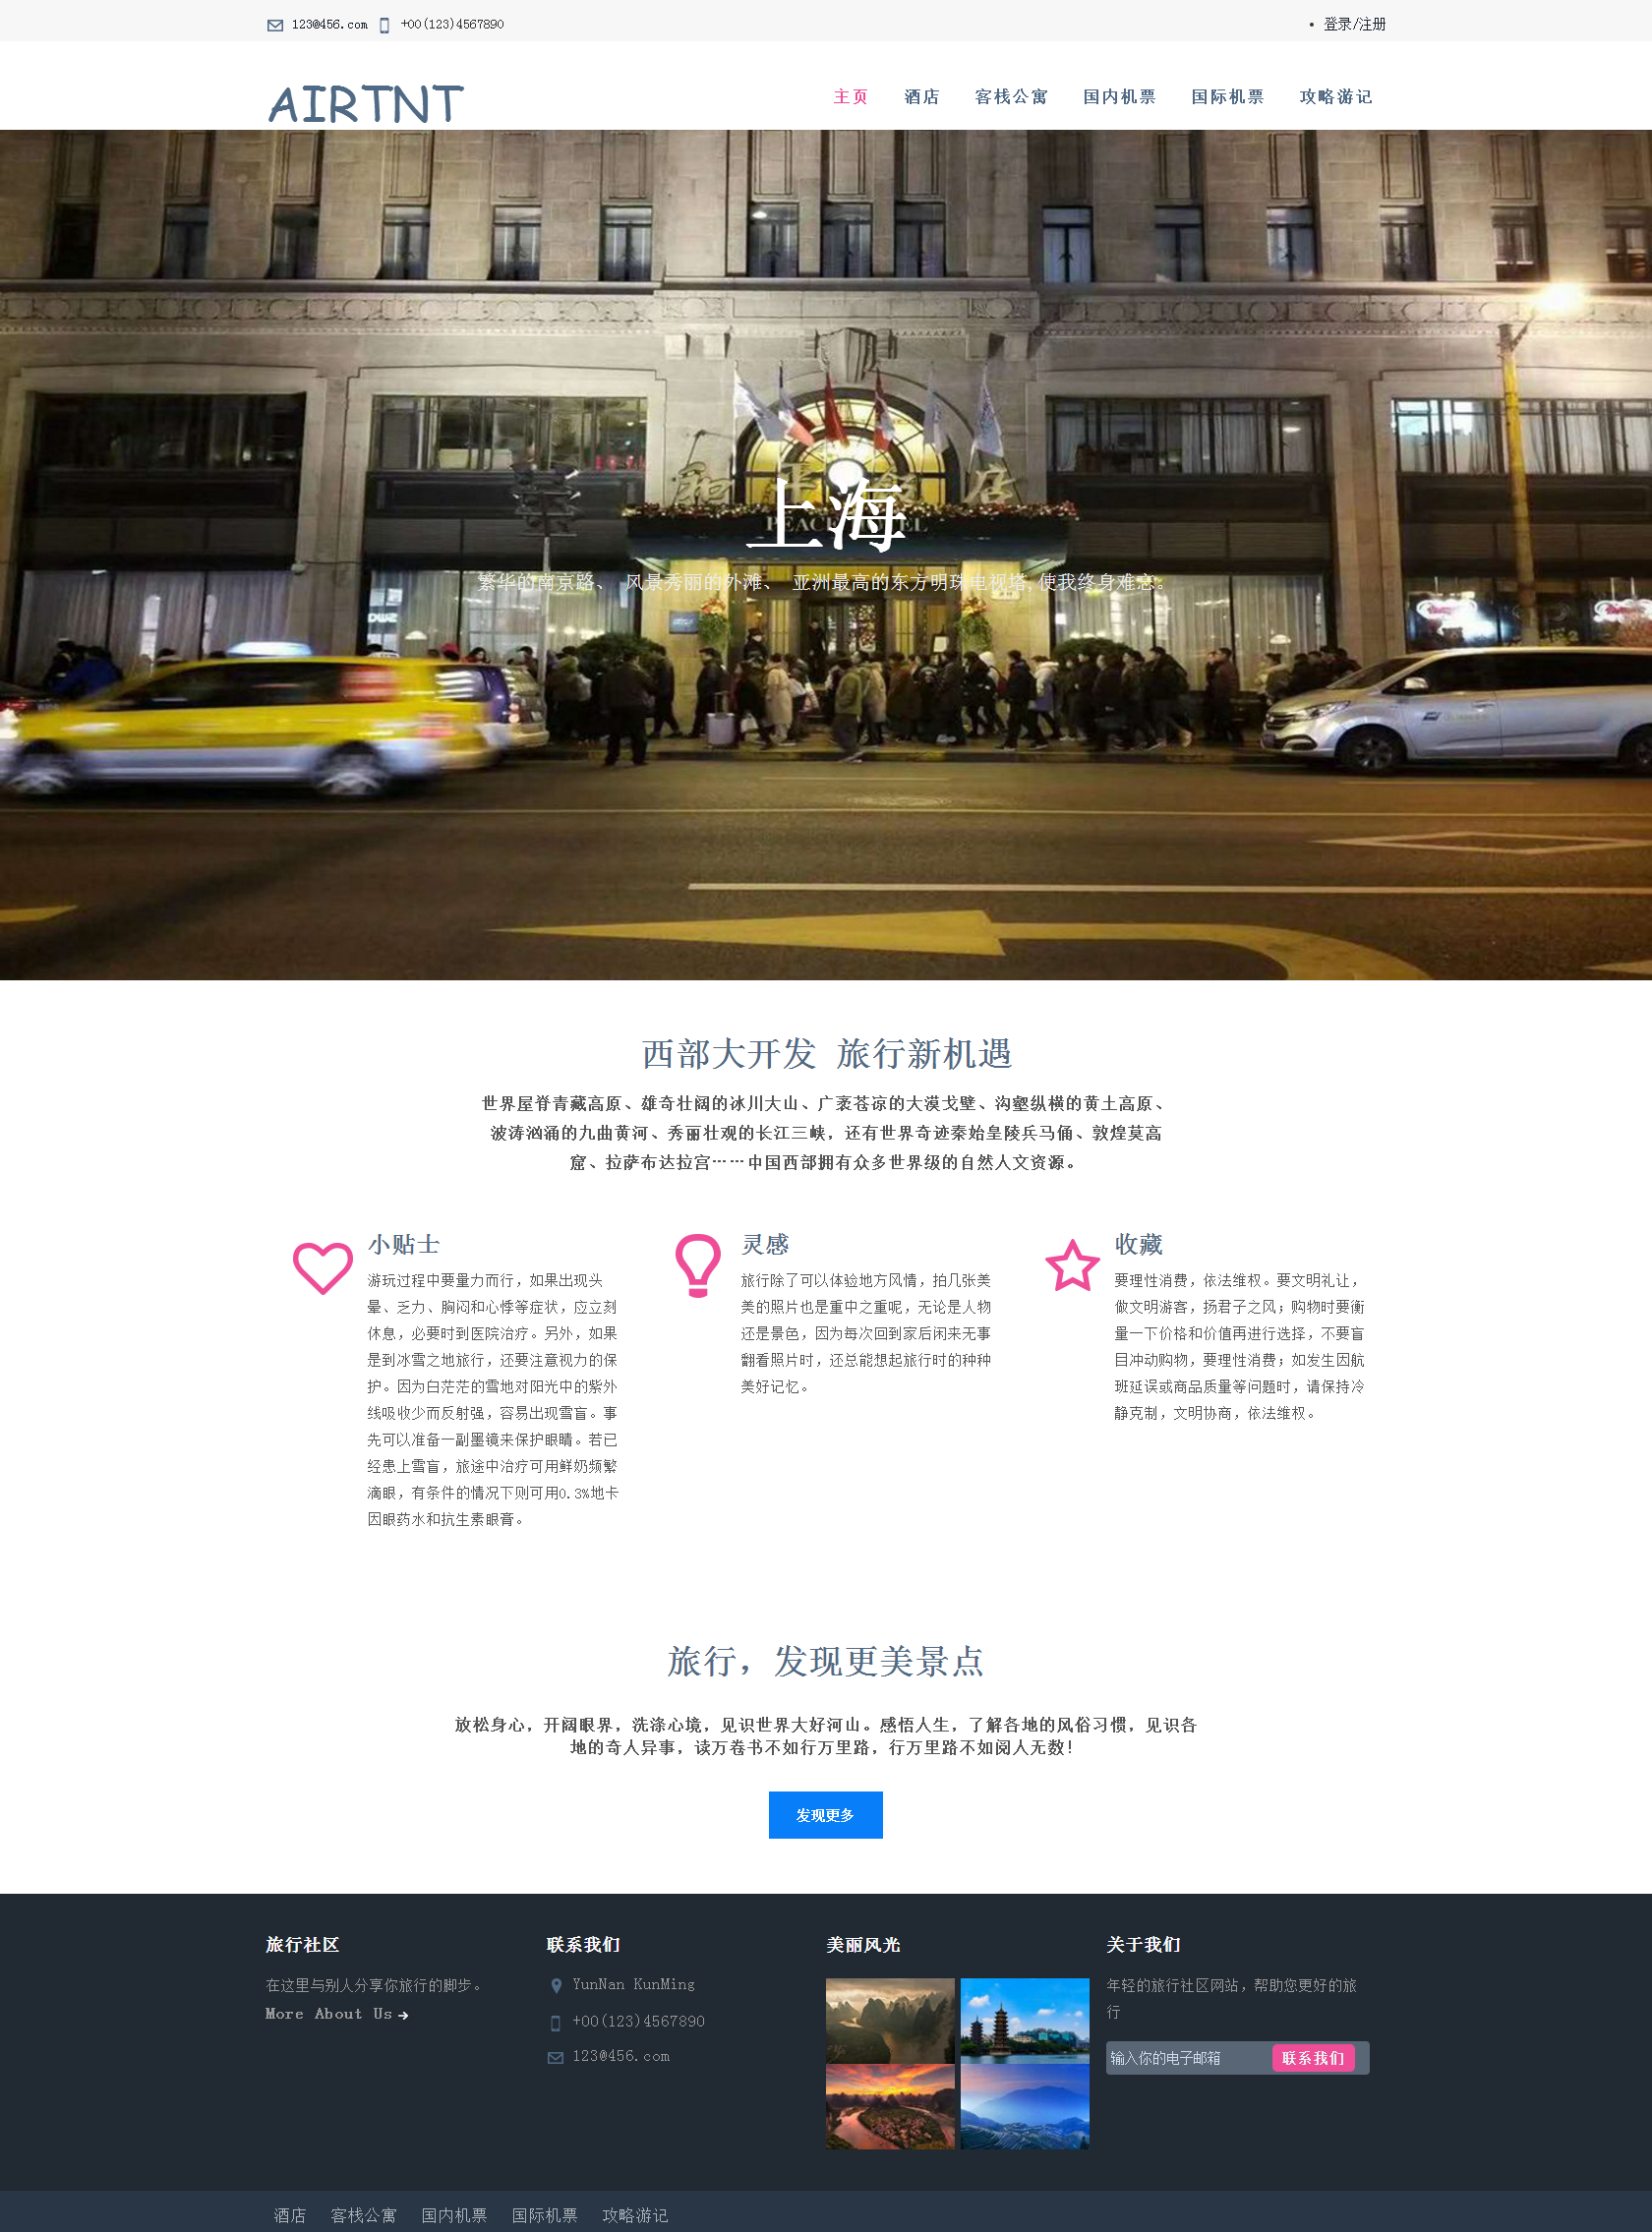 123@456.com +00(123)4567890
登录/注册
AIRTNT
主页 酒店 客栈公寓 国内机票 国际机票 攻略游记
上海
繁华的南京路、 风景秀丽的外滩、 亚洲最高的东方明珠电视塔,使我终身难忘。
西部大开发 旅行新机遇
世界屋脊青藏高原、雄奇壮阔的冰川大山、广袤苍凉的大漠戈壁、沟壑纵横的黄土高原、
波涛汹涌的九曲黄河、秀丽壮观的长江三峡，还有世界奇迹秦始皇陵兵马俑、敦煌莫高
窟、拉萨布达拉宫……中国西部拥有众多世界级的自然人文资源。
小贴士
游玩过程中要量力而行，如果出现头
晕、乏力、胸闷和心悸等症状，应立刻
休息，必要时到医院治疗。另外，如果
是到冰雪之地旅行，还要注意视力的保
护。因为白茫茫的雪地对阳光中的紫外
线吸收少而反射强，容易出现雪盲。事
先可以准备一副墨镜来保护眼睛。若已
经患上雪盲，旅途中治疗可用鲜奶频繁
滴眼，有条件的情况下则可用0.3%地卡
因眼药水和抗生素眼膏。
灵感
旅行除了可以体验地方风情，拍几张美
美的照片也是重中之重呢，无论是人物
还是景色，因为每次回到家后闲来无事
翻看照片时，还总能想起旅行时的种种
美好记忆。
收藏
要理性消费，依法维权。要文明礼让，
做文明游客，扬君子之风；购物时要衡
量一下价格和价值再进行选择，不要盲
目冲动购物，要理性消费；如发生因航
班延误或商品质量等问题时，请保持冷
静克制，文明协商，依法维权。
旅行，发现更美景点
放松身心，开阔眼界，洗涤心境，见识世界大好河山。感悟人生，了解各地的风俗习惯，见识各
地的奇人异事，读万卷书不如行万里路，行万里路不如阅人无数！
发现更多
旅行社区
在这里与别人分享你旅行的脚步。
More About Us
联系我们
YunNan KunMing
+00(123)4567890
123@456.com
美丽风光
关于我们
年轻的旅行社区网站，帮助您更好的旅
行
输入你的电子邮箱 联系我们
酒店 客栈公寓 国内机票 国际机票 攻略游记